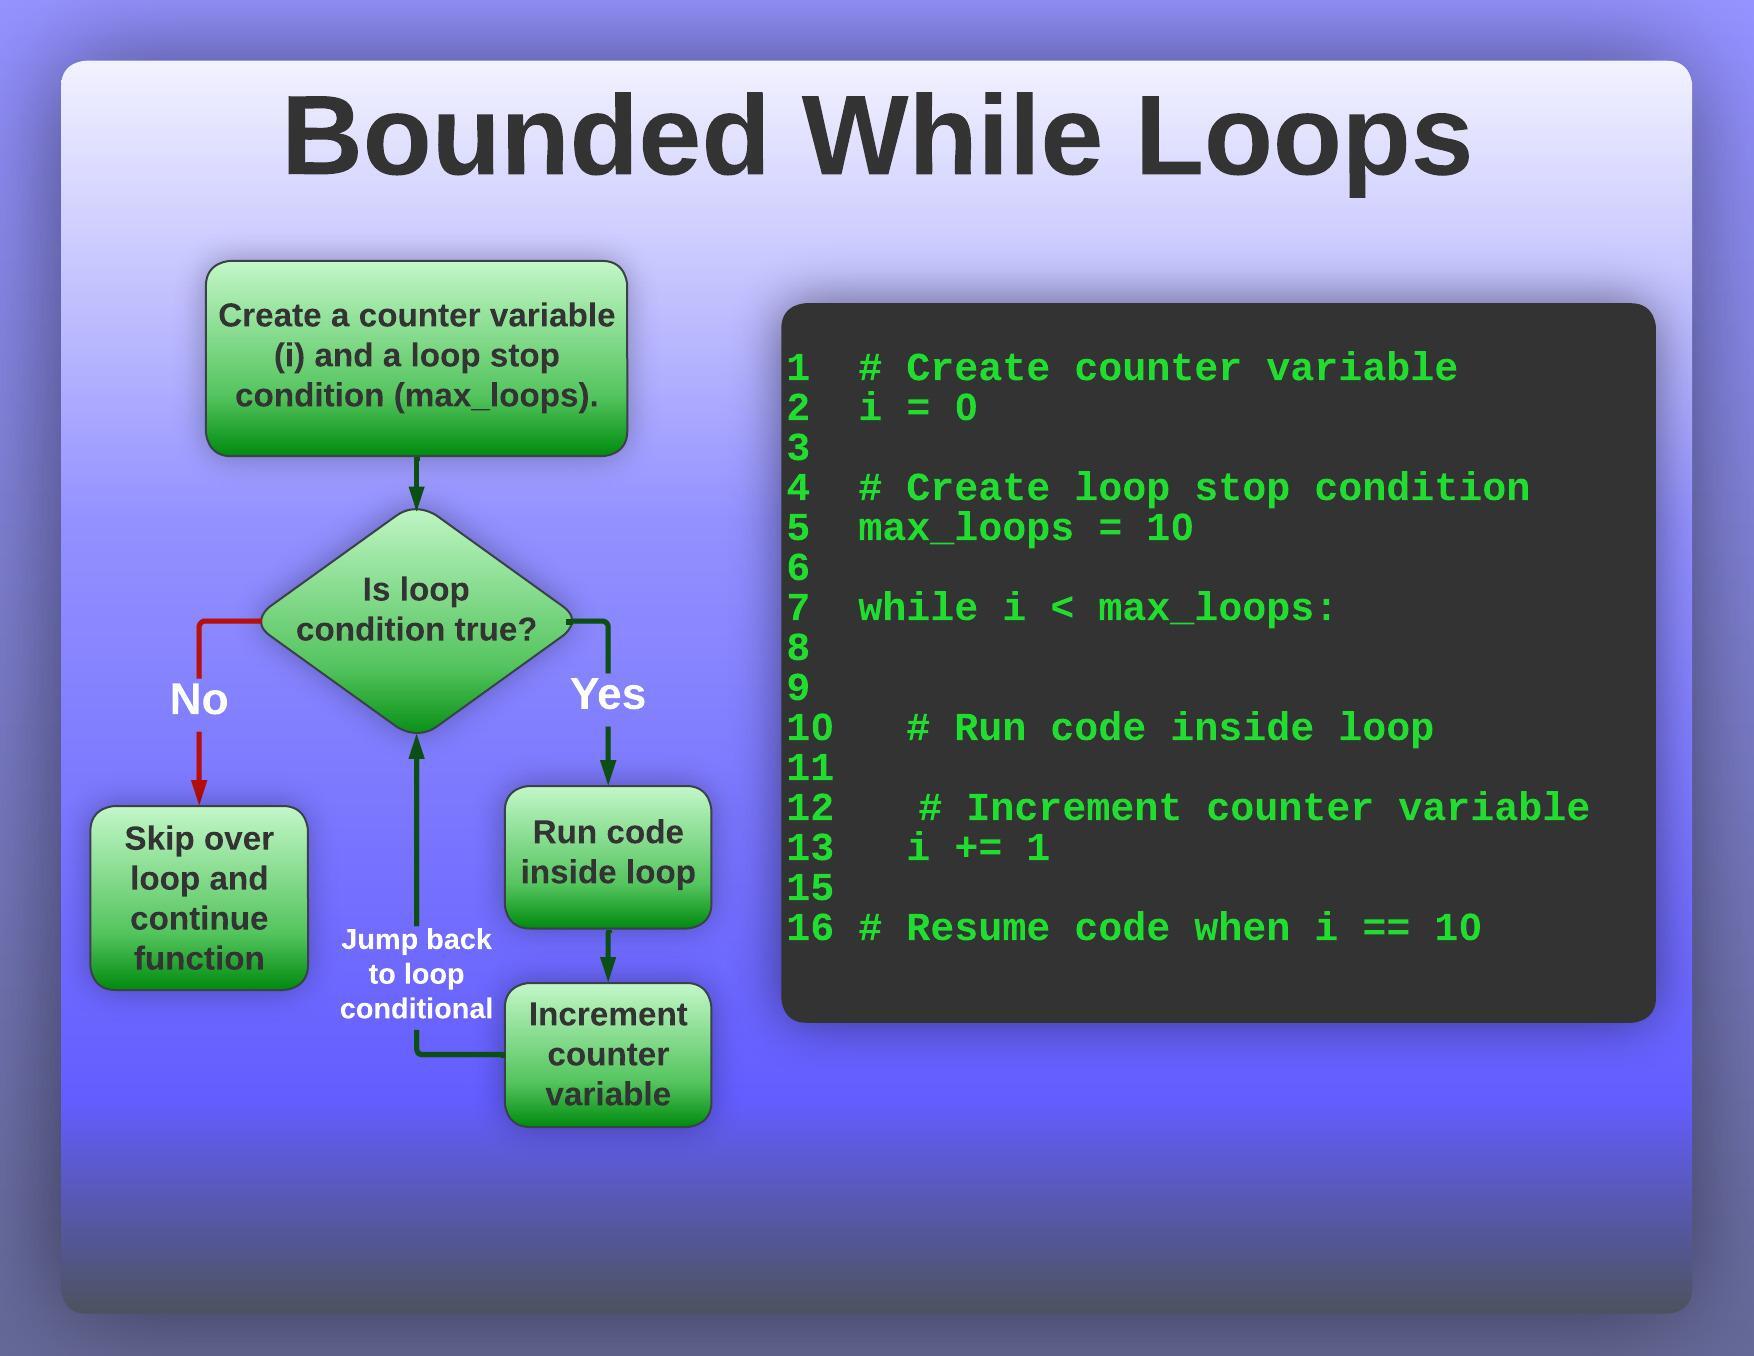 Bounded While Loops
Create a counter variable
(i) and a loop stop
condition (max_loops).
Is loop
condition true?
No
Yes
Skip over
loop and
continue
function
Run code
inside loop
Jump back
to loop
conditional
Increment
counter
variable
1 # Create counter variable
2 i = 0
3
4 # Create loop stop condition
5 max_loops = 10
6
7 while i < max_loops:
8
9
10 # Run code inside loop
11
12 # Increment counter variable
13 i += 1
15
16 # Resume code when i == 10